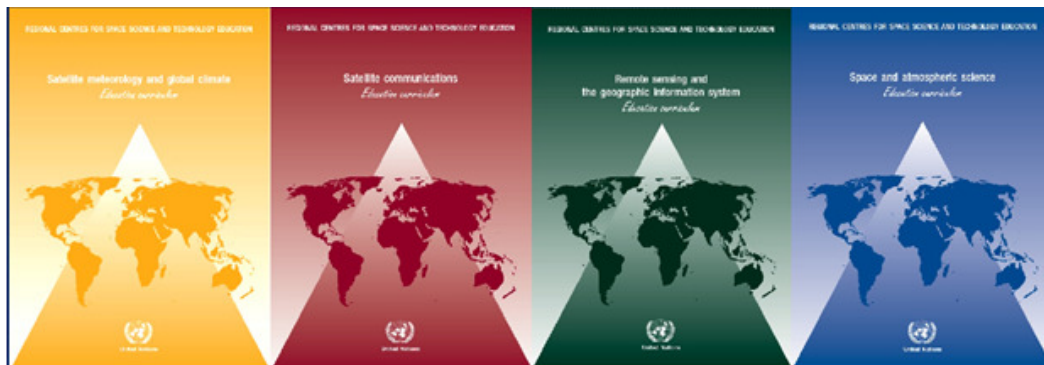 REGIONAL CENTRES FOR SPACE SCIENCE AND TECHNOLOGY EDUCATION
Satellite meteorology and global climate
Education curriculum
United Nations
REGIONAL CENTRES FOR SPACE SCIENCE AND TECHNOLOGY EDUCATION
Satellite communications
Education curriculum
United Nations
REGIONAL CENTRES FOR SPACE SCIENCE AND TECHNOLOGY EDUCATION
Remote sensing and
the geographic information system
Education curriculum
United Nations
REGIONAL CENTRES FOR SPACE SCIENCE AND TECHNOLOGY EDUCATION
Space and atmospheric science
Education curriculum
United Nations